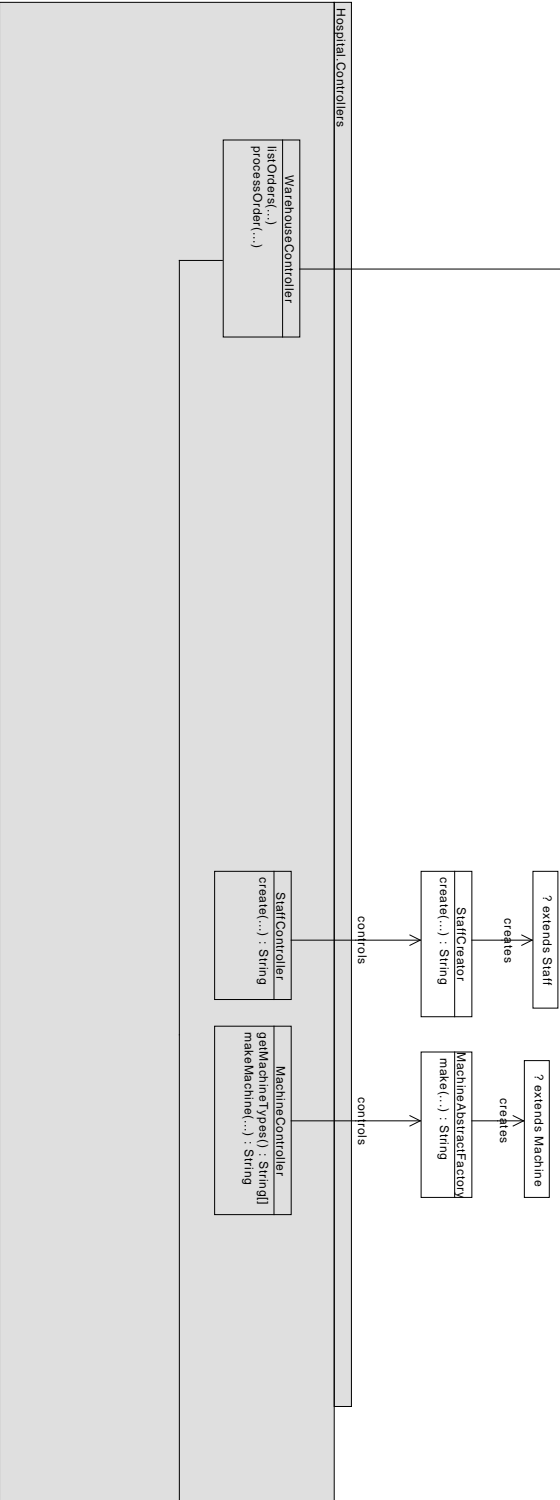 Hospital.Controllers
WarehouseController
listOrders(...)
processOrder(...)
? extends Staff
creates
StaffCreator
create(...) : String
controls
StaffController
create(...) : String
? extends Machine
creates
MachineAbstractFactory
make(...) : String
controls
MachineController
getMachineTypes() : String[]
makeMachine(...) : String